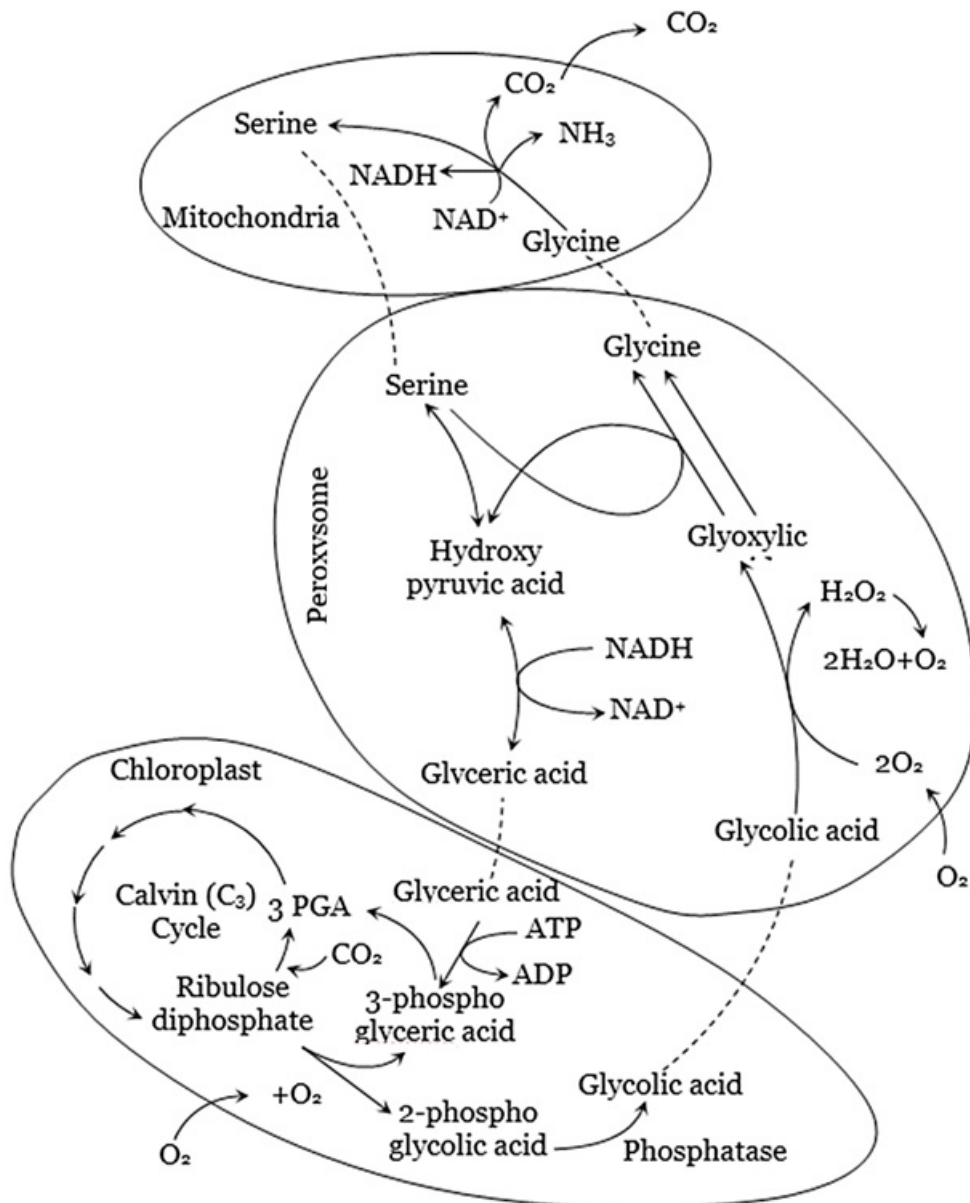 CO₂
CO₂
Serine
NH₃
NADH
Mitochondria
NAD⁺
Glycine
Glycine
Serine
Peroxysome
Glyoxylic
Hydroxy
pyruvic acid
H₂O₂
NADH
2H₂O+O₂
NAD⁺
Chloroplast
Glyceric acid
2O₂
Glycolic acid
O₂
Calvin (C₃)
Cycle
3 PGA
Glyceric acid
ATP
CO₂
ADP
Ribulose
diphosphate
3-phospho
glyceric acid
+O₂
Glycolic acid
2-phospho
glycolic acid
O₂
Phosphatase